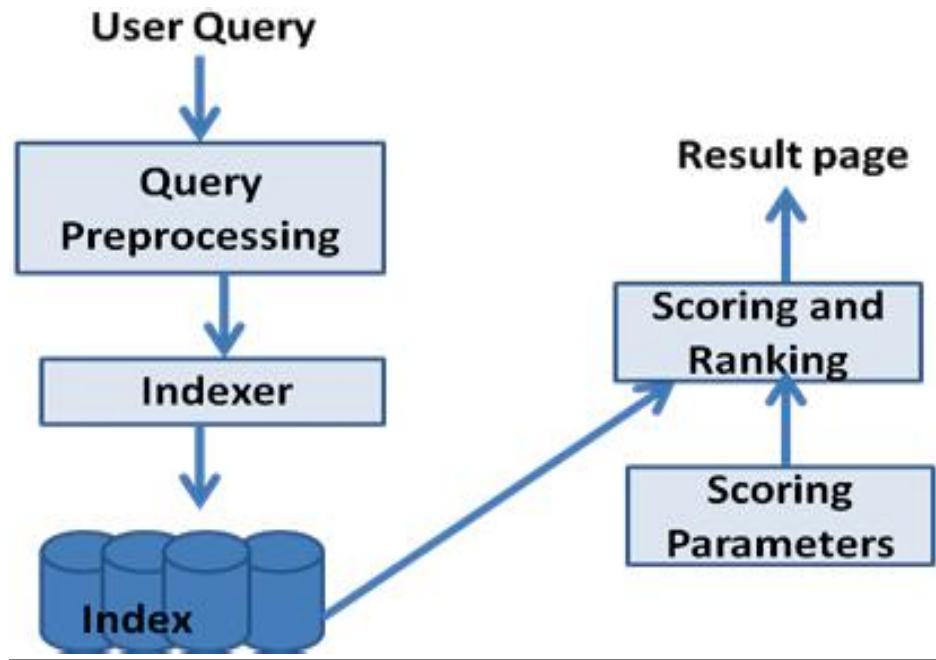 User Query
Query
Preprocessing
Indexer
Index
Result page
Scoring and
Ranking
Scoring
Parameters